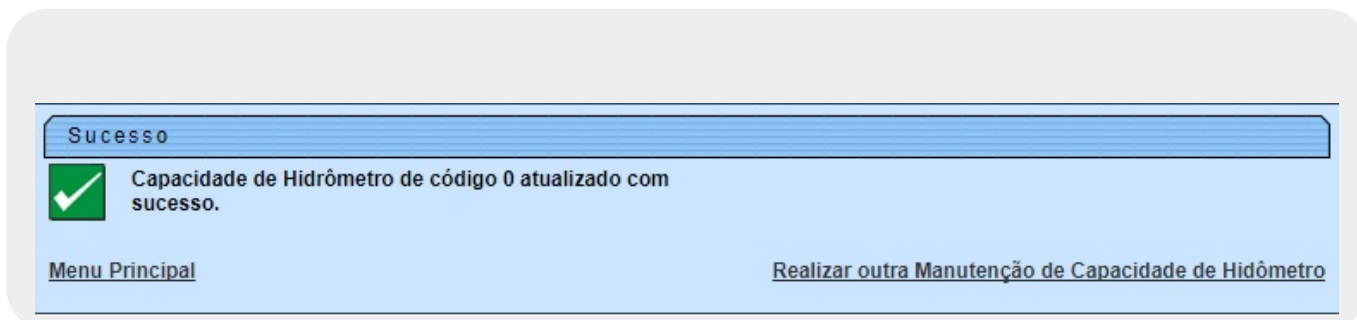 Sucesso
Capacidade de Hidrômetro de código 0 atualizado com
sucesso.
Menu Principal
Realizar outra Manutenção de Capacidade de Hidômetro